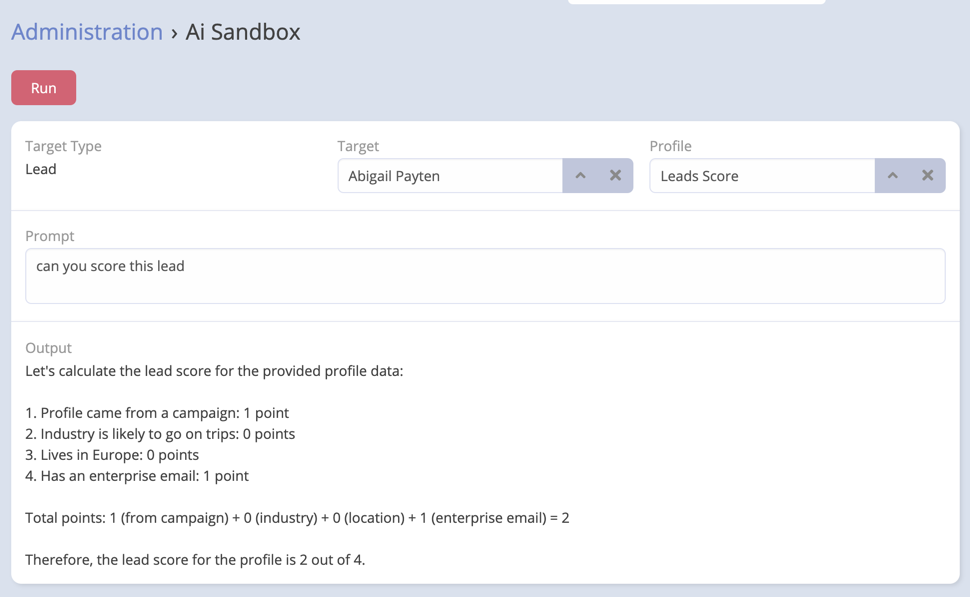 Administration › Ai Sandbox
Run
Target Type
Lead
Target
Abigail Payten
Profile
Leads Score
Prompt
can you score this lead
Output
Let's calculate the lead score for the provided profile data:
1. Profile came from a campaign: 1 point
2. Industry is likely to go on trips: 0 points
3. Lives in Europe: 0 points
4. Has an enterprise email: 1 point
Total points: 1 (from campaign) + 0 (industry) + 0 (location) + 1 (enterprise email) = 2
Therefore, the lead score for the profile is 2 out of 4.